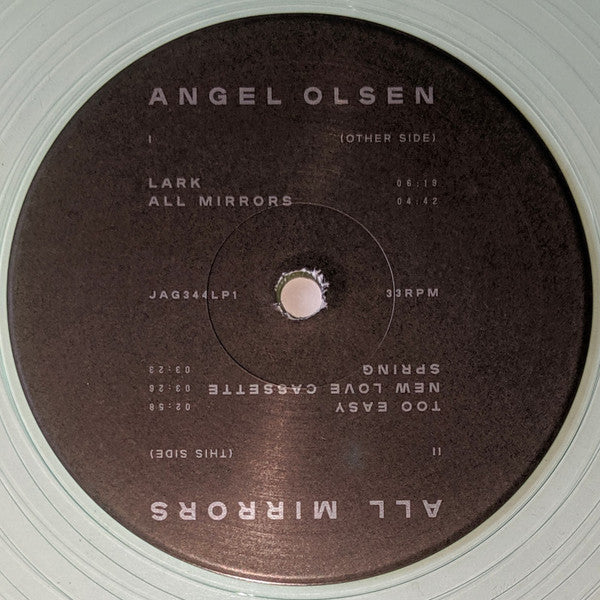 ANGEL OLSEN
I (OTHER SIDE)
LARK 06:19
ALL MIRRORS 04:42
JAG344LP1 33RPM
ALL MIRRORS
II (THIS SIDE)
TOO EASY 02:58
NEW LOVE CASSETTE 03:26
SPRING 03:23